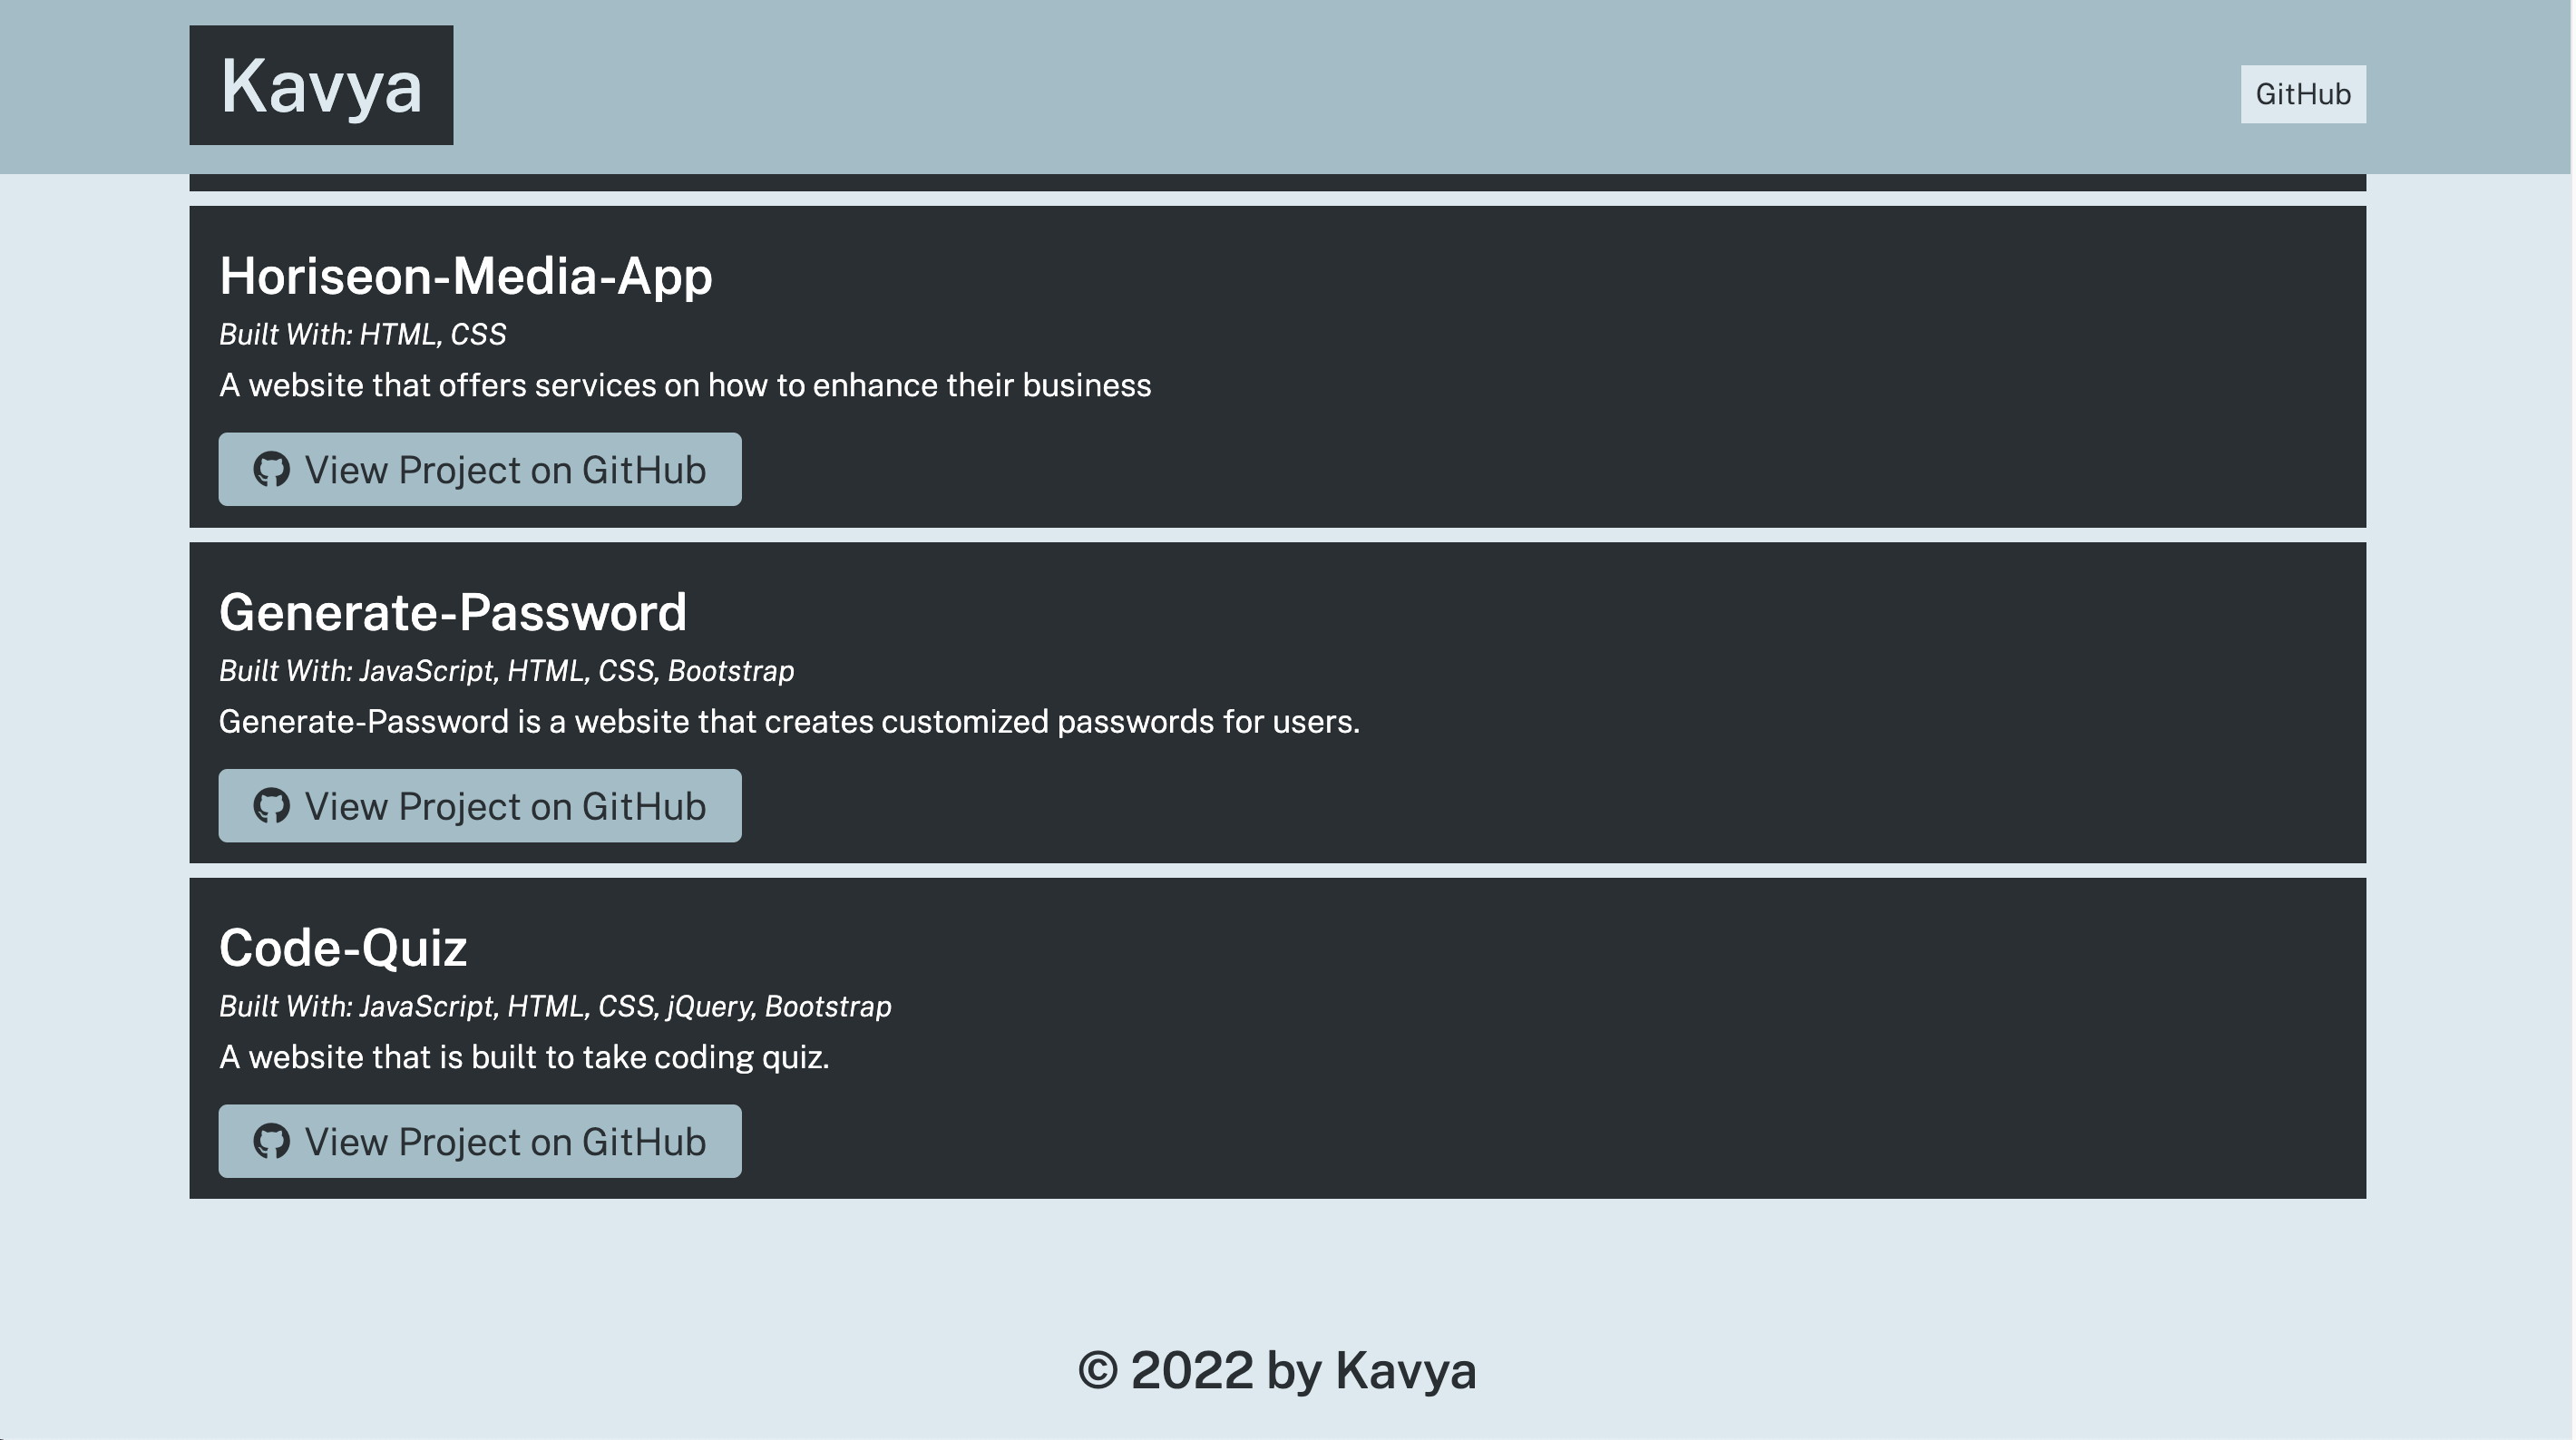 Kavya
GitHub
Horiseon-Media-App
Built With: HTML, CSS
A website that offers services on how to enhance their business
View Project on GitHub
Generate-Password
Built With: JavaScript, HTML, CSS, Bootstrap
Generate-Password is a website that creates customized passwords for users.
View Project on GitHub
Code-Quiz
Built With: JavaScript, HTML, CSS, jQuery, Bootstrap
A website that is built to take coding quiz.
View Project on GitHub
© 2022 by Kavya